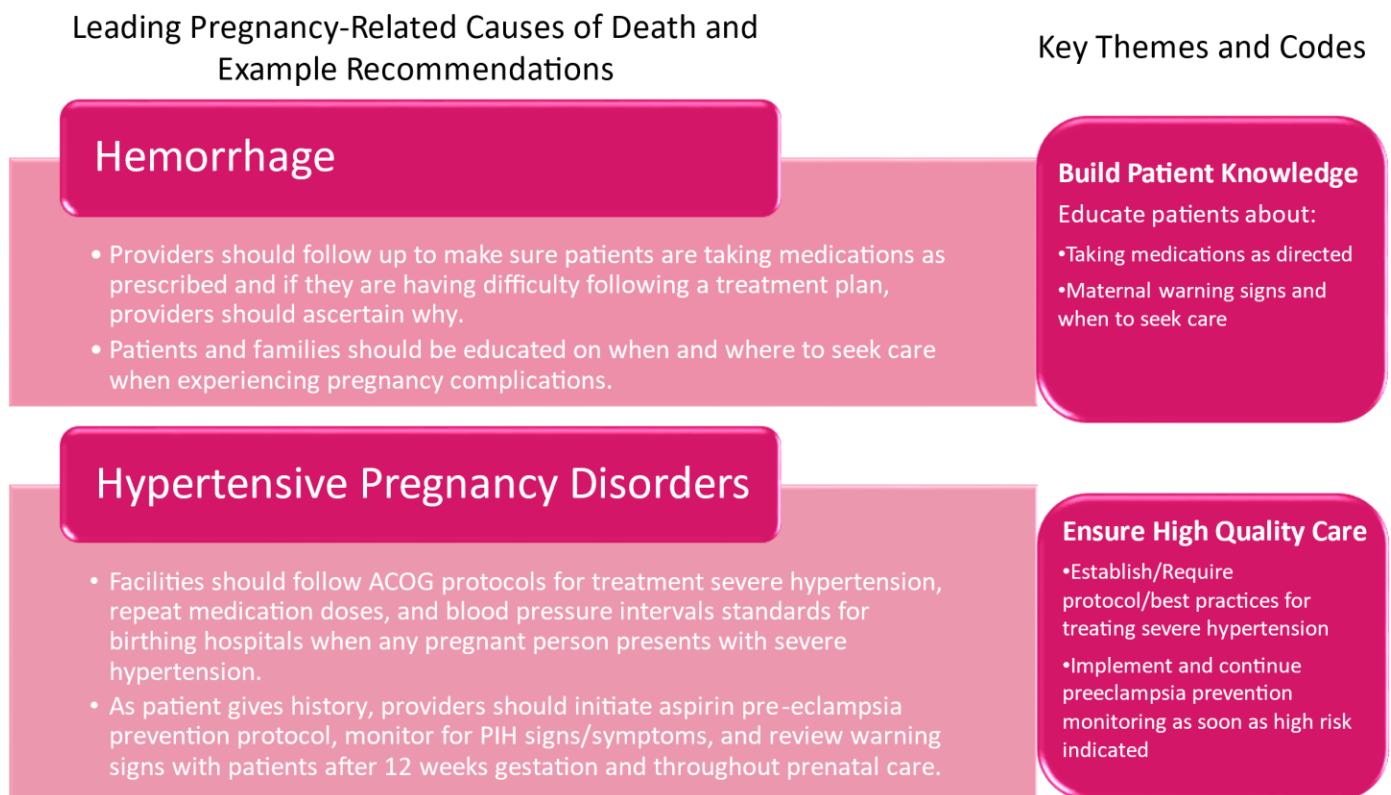 Leading Pregnancy-Related Causes of Death and
Example Recommendations
Key Themes and Codes
Hemorrhage
• Providers should follow up to make sure patients are taking medications as
prescribed and if they are having difficulty following a treatment plan,
providers should ascertain why.
• Patients and families should be educated on when and where to seek care
when experiencing pregnancy complications.
Build Patient Knowledge
Educate patients about:
•Taking medications as directed
•Maternal warning signs and
when to seek care
Hypertensive Pregnancy Disorders
• Facilities should follow ACOG protocols for treatment severe hypertension,
repeat medication doses, and blood pressure intervals standards for
birthing hospitals when any pregnant person presents with severe
hypertension.
• As patient gives history, providers should initiate aspirin pre-eclampsia
prevention protocol, monitor for PIH signs/symptoms, and review warning
signs with patients after 12 weeks gestation and throughout prenatal care.
Ensure High Quality Care
•Establish/Require
protocol/best practices for
treating severe hypertension
•Implement and continue
preeclampsia prevention
monitoring as soon as high risk
indicated